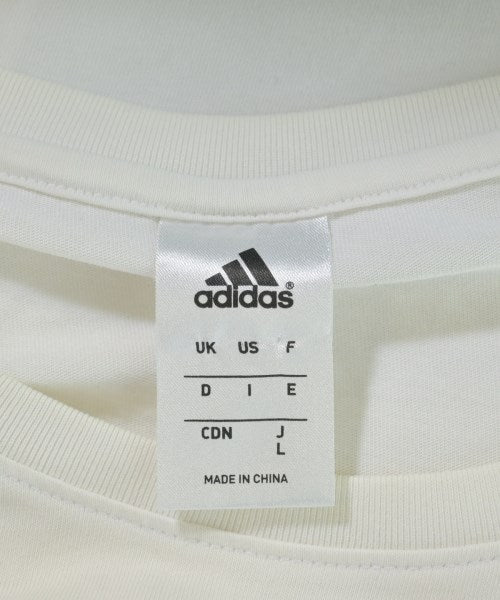 adidas®
UK US F
D I E
CDN J
L
MADE IN CHINA